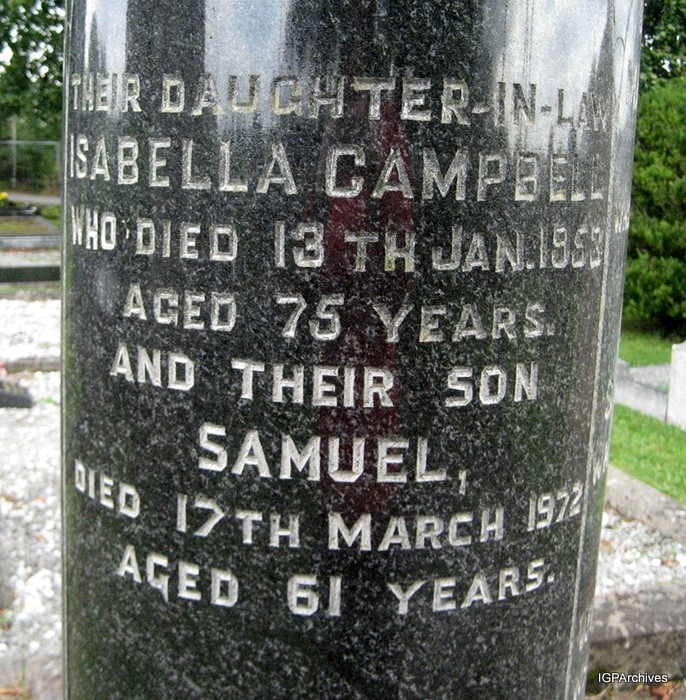 THEIR DAUGHTER-IN-LAW
ISABELLA CAMPBELL
WHO DIED 13TH JAN. 1958
AGED 75 YEARS.
AND THEIR SON
SAMUEL,
DIED 17TH MARCH 1972
AGED 61 YEARS.
IGPArchives